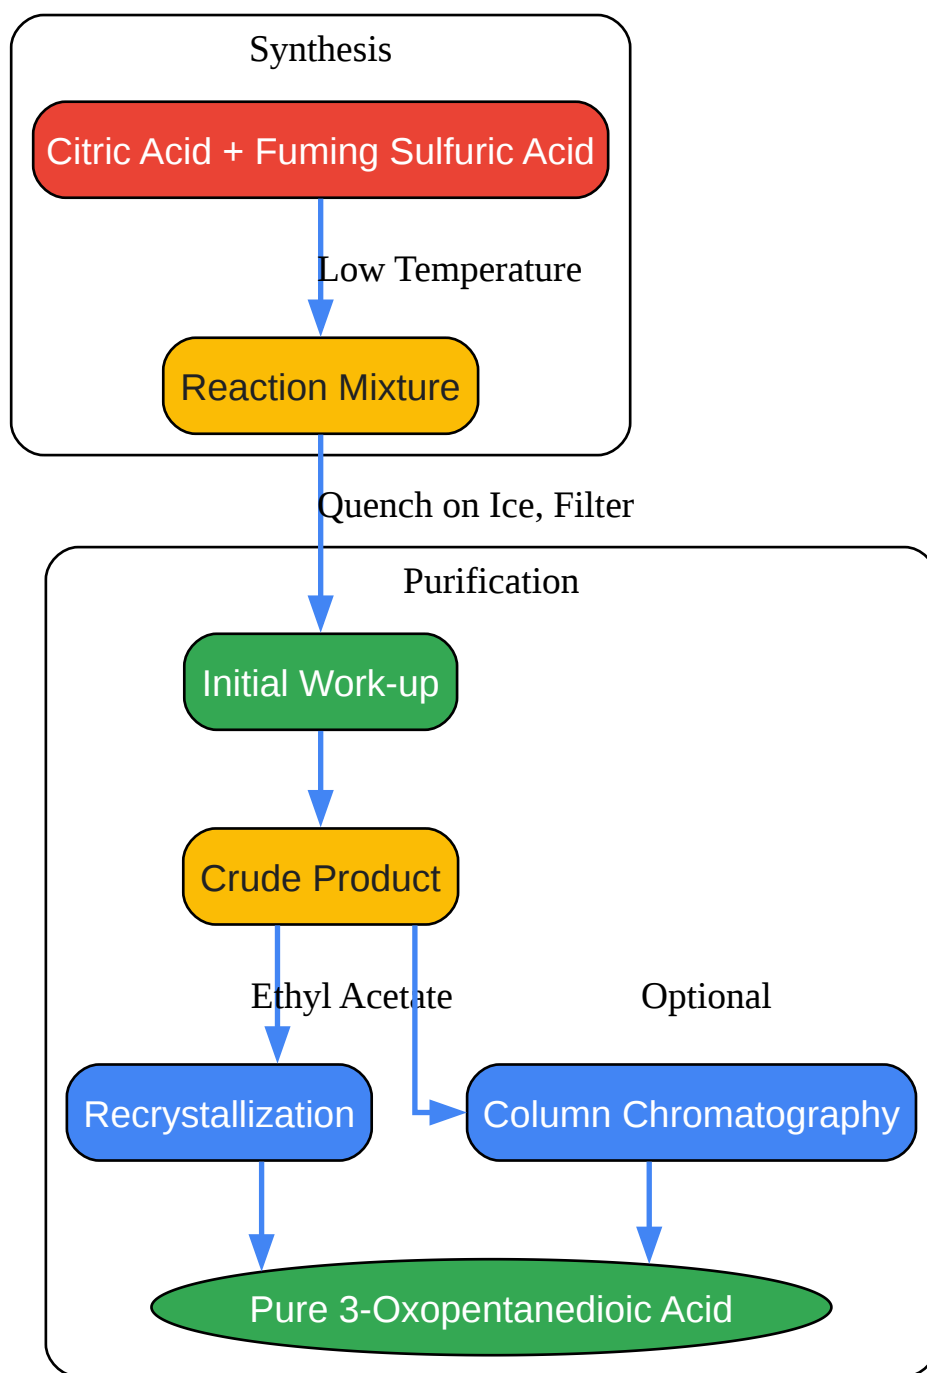 Synthesis
Citric Acid + Fuming Sulfuric Acid
Low Temperature
Reaction Mixture
Quench on Ice, Filter
Purification
Initial Work-up
Crude Product
Ethyl Acetate
Optional
Recrystallization
Column Chromatography
Pure 3-Oxopentanedioic Acid